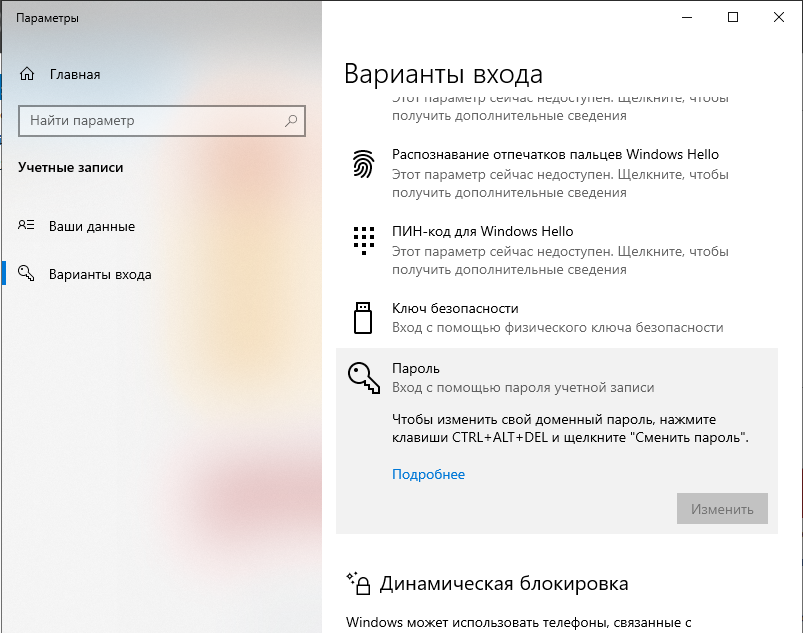 Параметры
Главная
Найти параметр
Учетные записи
Ваши данные
Варианты входа
Варианты входа
Этот параметр сейчас недоступен. Щелкните, чтобы
получить дополнительные сведения
Распознавание отпечатков пальцев Windows Hello
Этот параметр сейчас недоступен. Щелкните, чтобы
получить дополнительные сведения
ПИН-код для Windows Hello
Этот параметр сейчас недоступен. Щелкните, чтобы
получить дополнительные сведения
Ключ безопасности
Вход с помощью физического ключа безопасности
Пароль
Вход с помощью пароля учетной записи
Чтобы изменить свой доменный пароль, нажмите
клавиши CTRL+ALT+DEL и щелкните "Сменить пароль".
Подробнее
Изменить
Динамическая блокировка
Windows может использовать телефоны, связанные с